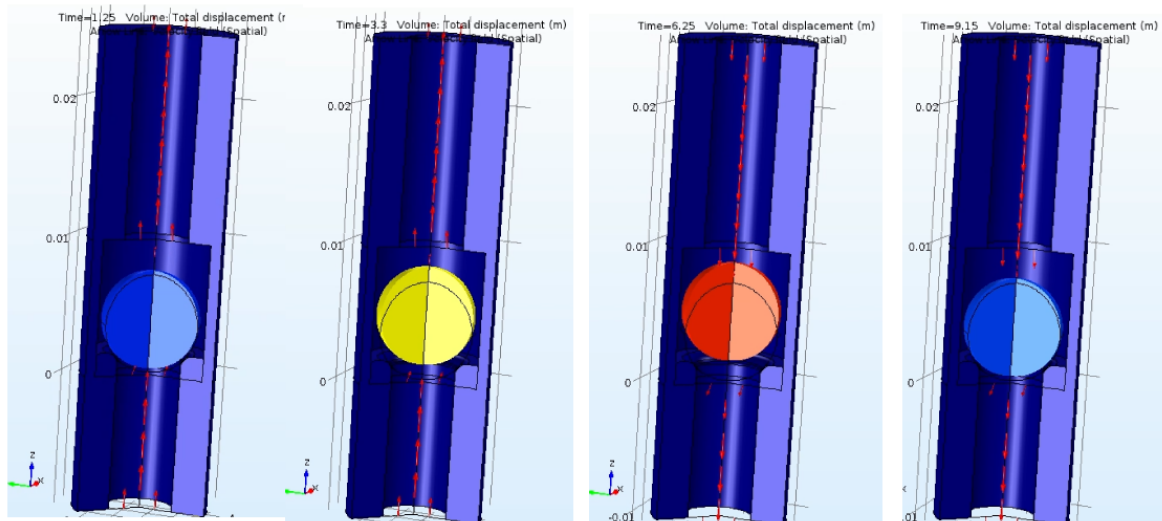 Time=1.25 Volume: Total displacement (
(Spatial)
0.02
0.01
0
z
x
Time=3.3 Volume: Total displacement (m)
(Spatial)
0.02
0.01
0
z
x
Time=6.25 Volume: Total displacement (m)
(Spatial)
0.02
0.01
0
-0.01
z
x
Time=9.15 Volume: Total displacement (m)
(Spatial)
0.02
0.01
0
.01
x